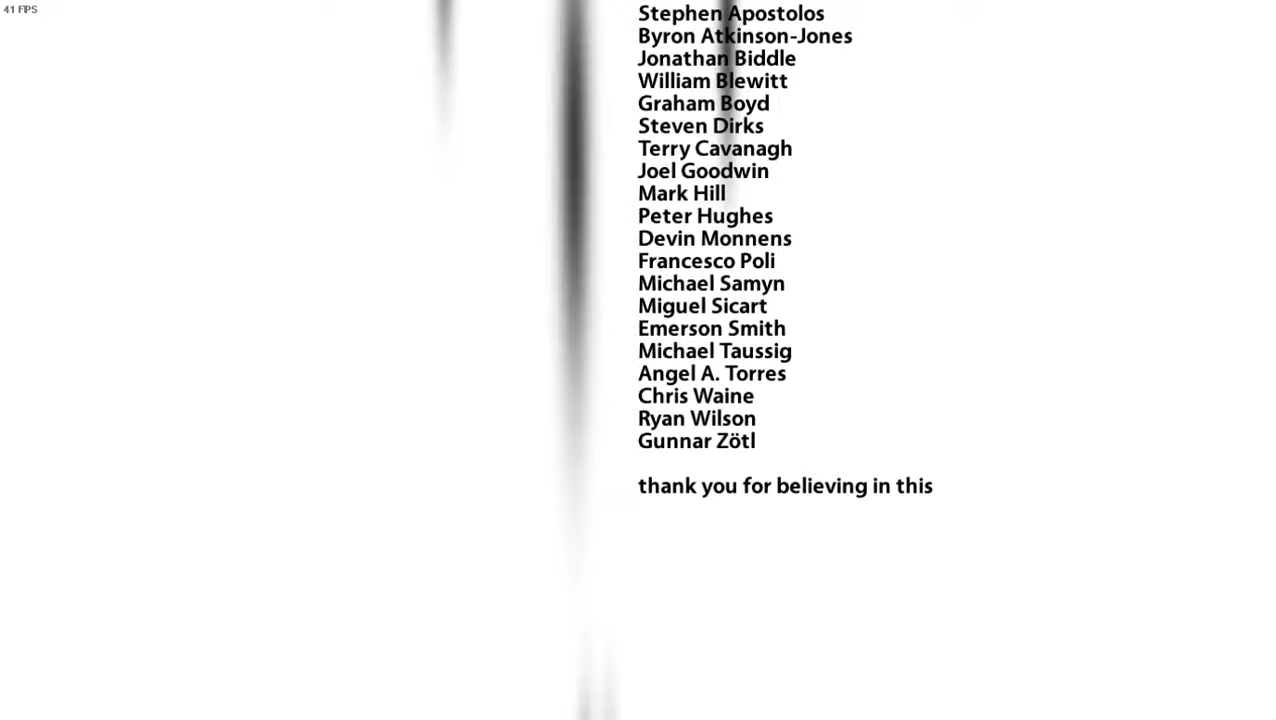 41 FPS
Stephen Apostolos
Byron Atkinson-Jones
Jonathan Biddle
William Blewitt
Graham Boyd
Steven Dirks
Terry Cavanagh
Joel Goodwin
Mark Hill
Peter Hughes
Devin Monnens
Francesco Poli
Michael Samyn
Miguel Sicart
Emerson Smith
Michael Taussig
Angel A. Torres
Chris Waine
Ryan Wilson
Gunnar Zötl
thank you for believing in this